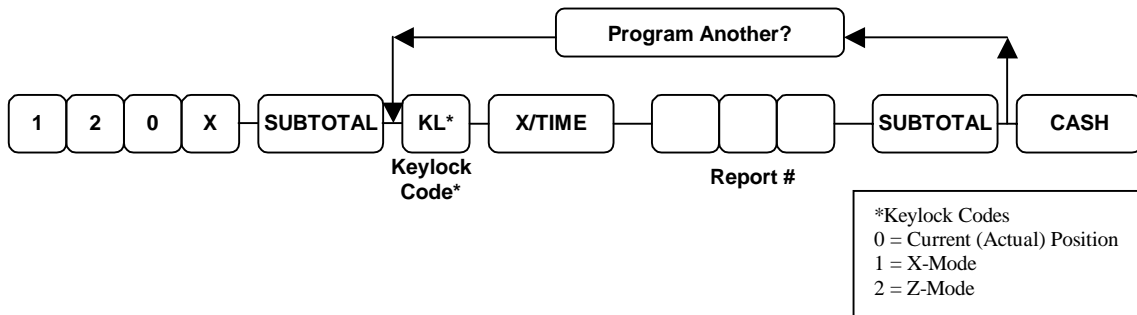 Program Another?
1 2 0 X SUBTOTAL KL* X/TIME SUBTOTAL CASH
Keylock
Code*
Report #
*Keylock Codes
0 = Current (Actual) Position
1 = X-Mode
2 = Z-Mode